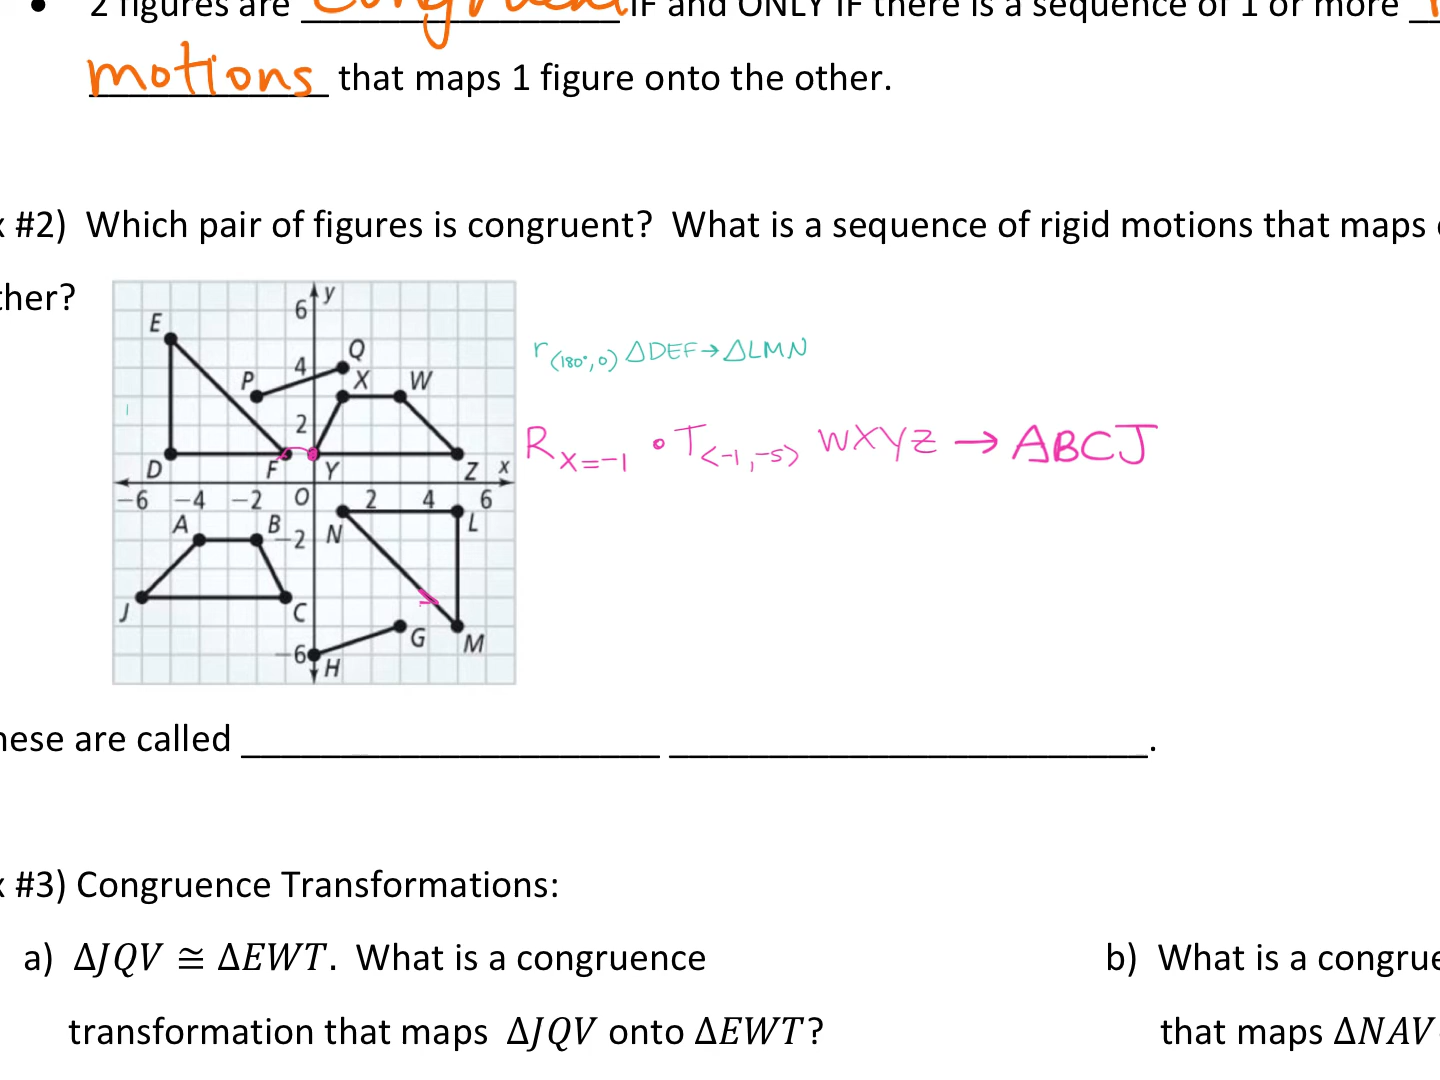 • 2 figures are congruent IF and ONLY IF there is a sequence of 1 or more
motions that maps 1 figure onto the other.
#2) Which pair of figures is congruent? What is a sequence of rigid motions that maps
ther?
y
6
E
Q
4
P
X
W
2
D
F
Y
Z
x
−6 −4 −2 O 2 4 6
A
B
−2
N
L
J
C
G
M
−6
H
r(180°,0) ΔDEF→ΔLMN
R x=−1 ∘ T<−1,−5> WXYZ → ABCJ
hese are called ____________________ ____________________.
#3) Congruence Transformations:
a) ΔJQV ≅ ΔEWT. What is a congruence
transformation that maps ΔJQV onto ΔEWT?
b) What is a congrue
that maps ΔNAV